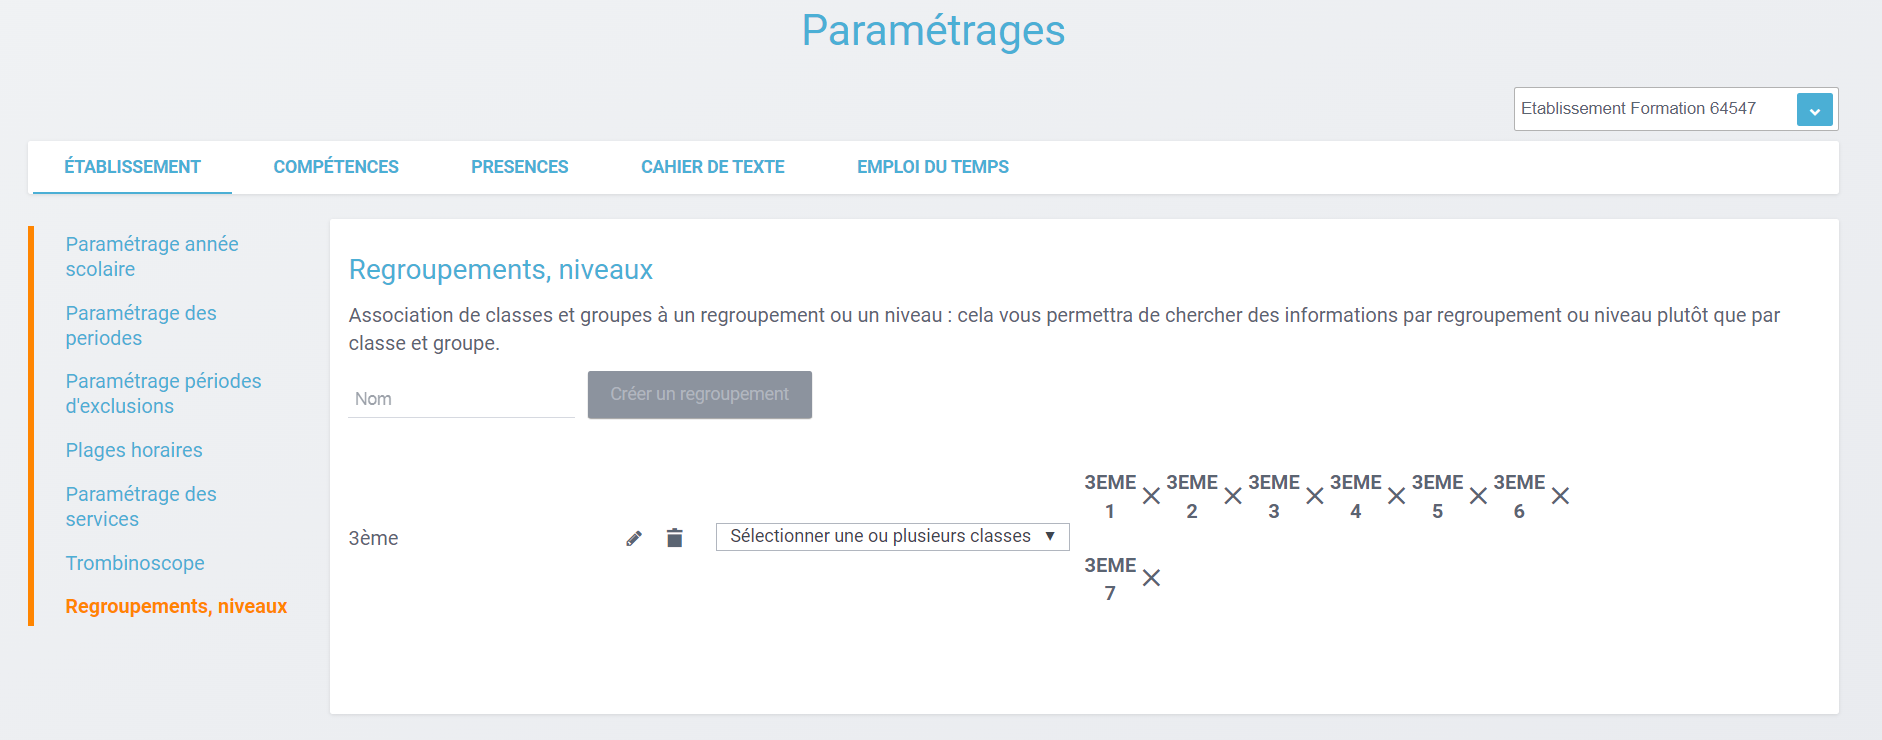 Paramétrages
Etablissement Formation 64547
ÉTABLISSEMENT COMPÉTENCES PRESENCES CAHIER DE TEXTE EMPLOI DU TEMPS
Paramétrage année
scolaire
Paramétrage des
periodes
Paramétrage périodes
d'exclusions
Plages horaires
Paramétrage des
services
Trombinoscope
Regroupements, niveaux
Regroupements, niveaux
Association de classes et groupes à un regroupement ou un niveau : cela vous permettra de chercher des informations par regroupement ou niveau plutôt que par
classe et groupe.
Nom Créer un regroupement
3ème Sélectionner une ou plusieurs classes
3EME 3EME 3EME 3EME 3EME 3EME
1 2 3 4 5 6
3EME
7